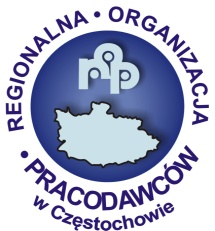 REGIONALNA • ORGANIZACJA
• PRACODAWCÓW
w Częstochowie
rop